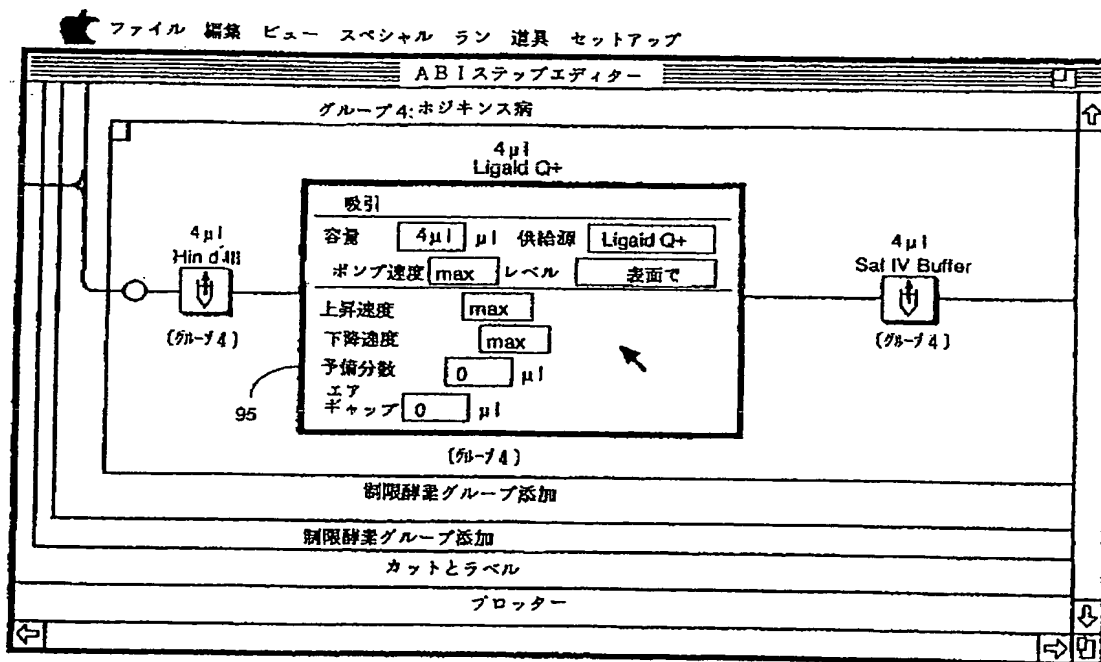 ファイル 編集 ビュー スペシャル ラン 道具 セットアップ
ABIステップエディター
グループ4:ホジキンス病
4μl
Ligaid Q+
吸引
容量 4μl μl 供給源 Ligaid Q+
ポンプ速度 max レベル 表面で
上昇速度 max
下降速度 max
予備分数 0 μl
エア
ギャップ 0 μl
4μl
Hin dIII
(グループ4)
95
(グループ4)
4μl
Sat IV Buffer
(グループ4)
制限酵素グループ添加
制限酵素グループ添加
カットとラベル
ブロッター